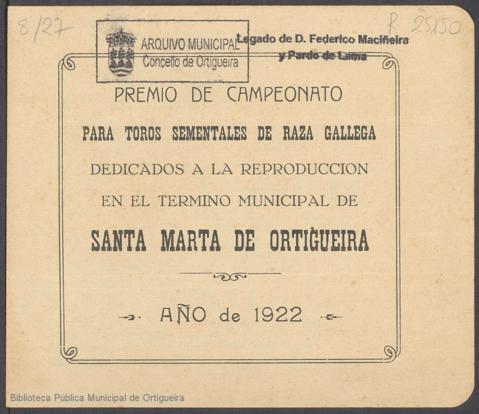 8/27
R 25150
ARQUIVO MUNICIPAL
Concello de Ortigueira
Legado de D. Federico Maciñeira
y Pardo de Lama
PREMIO DE CAMPEONATO
PARA TOROS SEMENTALES DE RAZA GALLEGA
DEDICADOS A LA REPRODUCCION
EN EL TERMINO MUNICIPAL DE
SANTA MARTA DE ORTIGUEIRA
AÑO de 1922
Biblioteca Pública Municipal de Ortigueira